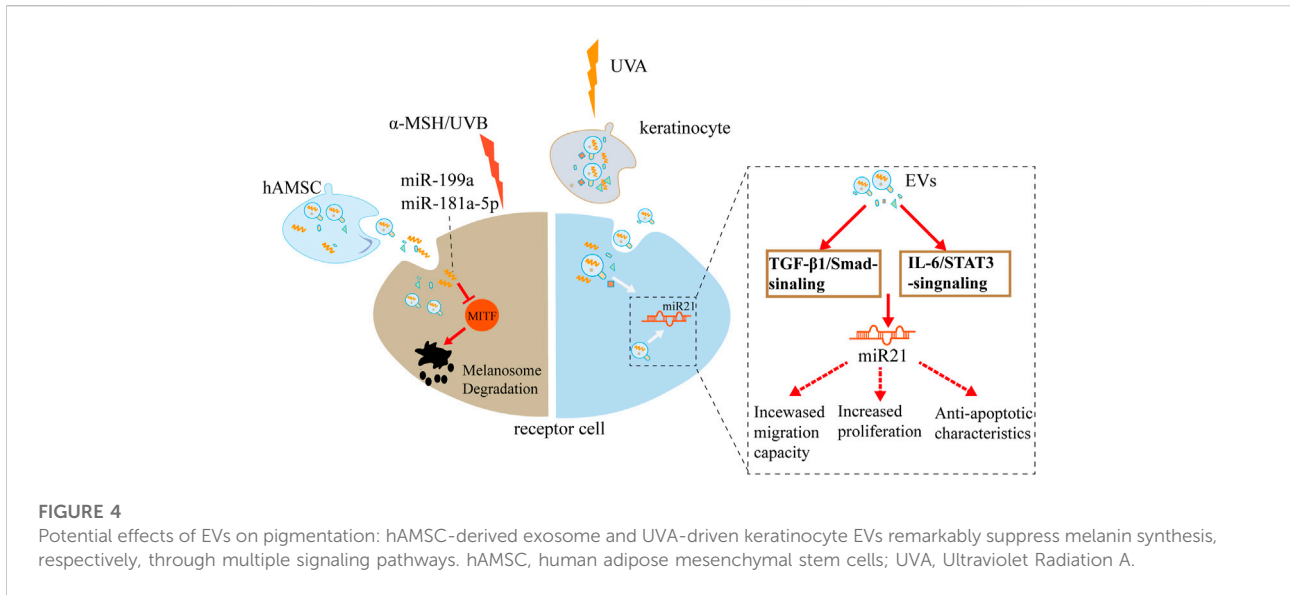 UVA
α-MSH/UVB
keratinocyte
hAMSC
miR-199a
miR-181a-5p
EVs
TGF-β1/Smad-
sinaling
IL-6/STAT3
-singnaling
miR21
MITF
miR21
Melanosome
Degradation
Incewased
migration
capacity
Increased
proliferation
Anti-apoptotic
characteristics
receptor cell
FIGURE 4
Potential effects of EVs on pigmentation: hAMSC-derived exosome and UVA-driven keratinocyte EVs remarkably suppress melanin synthesis,
respectively, through multiple signaling pathways. hAMSC, human adipose mesenchymal stem cells; UVA, Ultraviolet Radiation A.